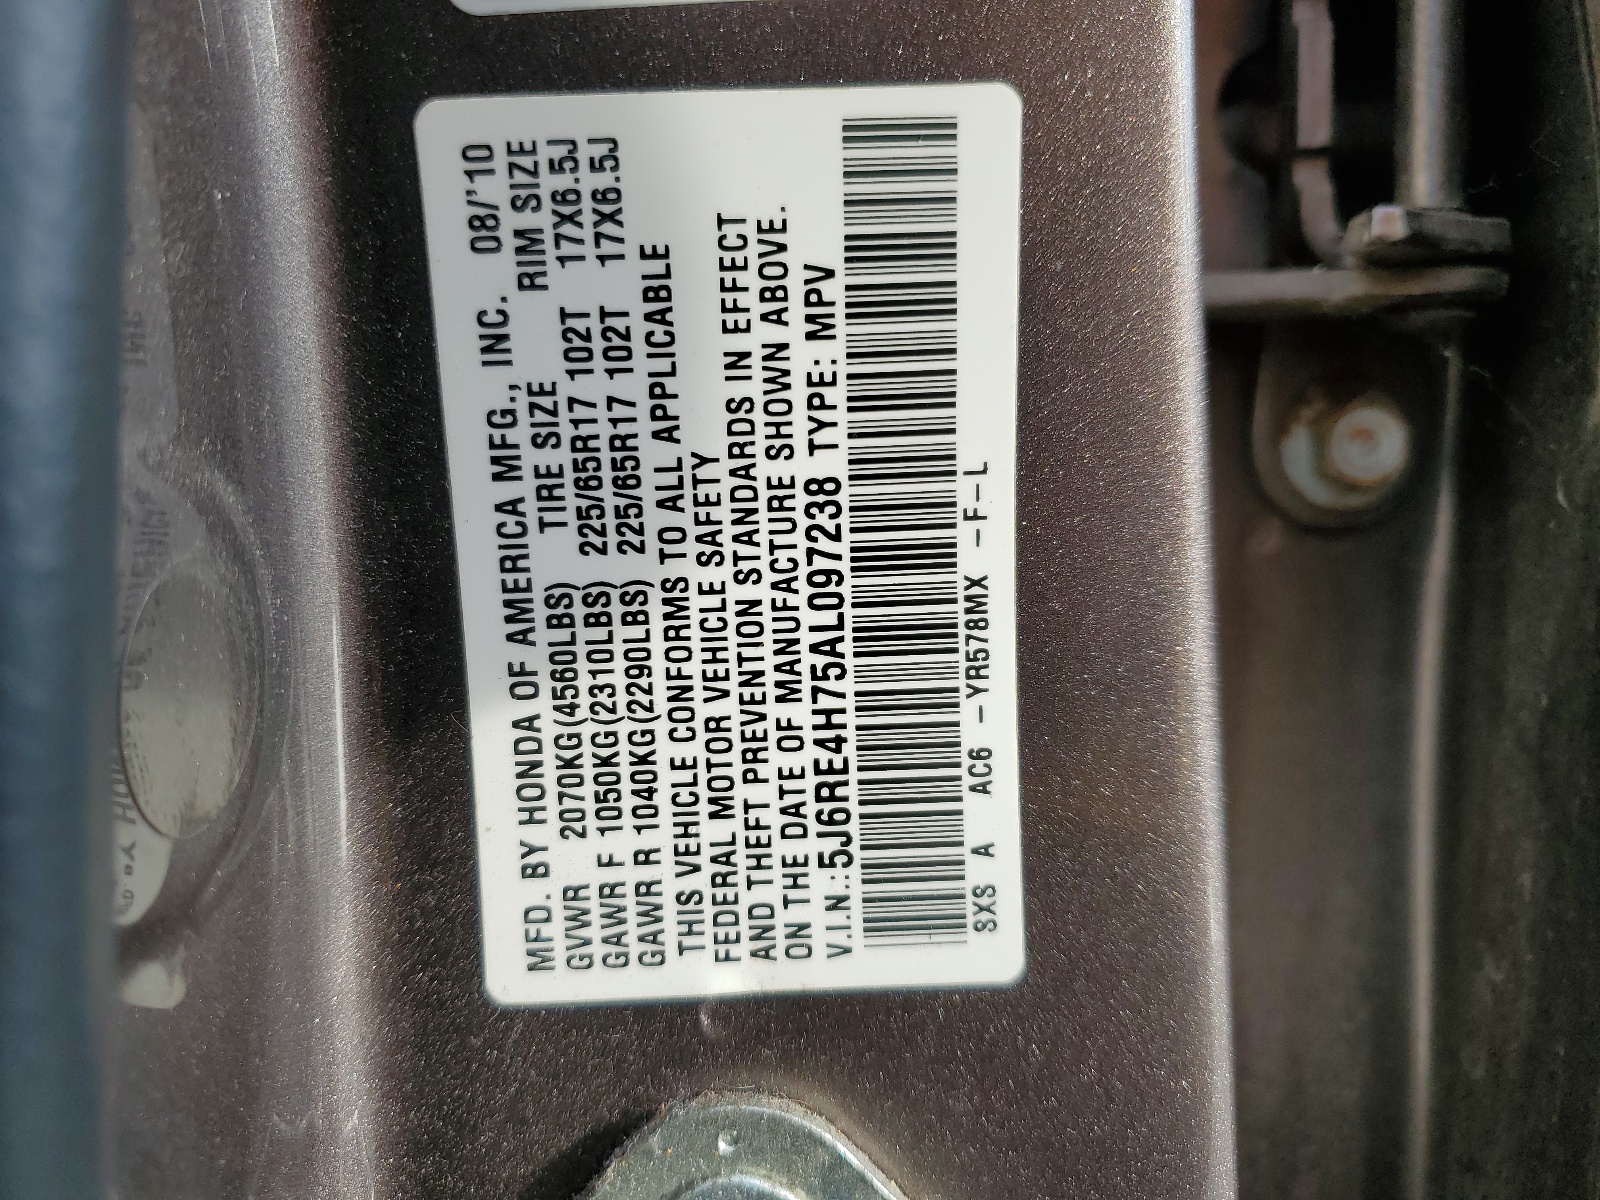 MFD. BY HONDA OF AMERICA MFG., INC. 08/'10
TIRE SIZE RIM SIZE
GVWR 2070KG(4560LBS)
GAWR F 1050KG(2310LBS) 225/65R17 102T 17X6.5J
GAWR R 1040KG(2290LBS) 225/65R17 102T 17X6.5J
THIS VEHICLE CONFORMS TO ALL APPLICABLE
FEDERAL MOTOR VEHICLE SAFETY
AND THEFT PREVENTION STANDARDS IN EFFECT
ON THE DATE OF MANUFACTURE SHOWN ABOVE.
V.I.N.:5J6RE4H75AL097238 TYPE: MPV
SXS A AC6 -YR578MX -F-L